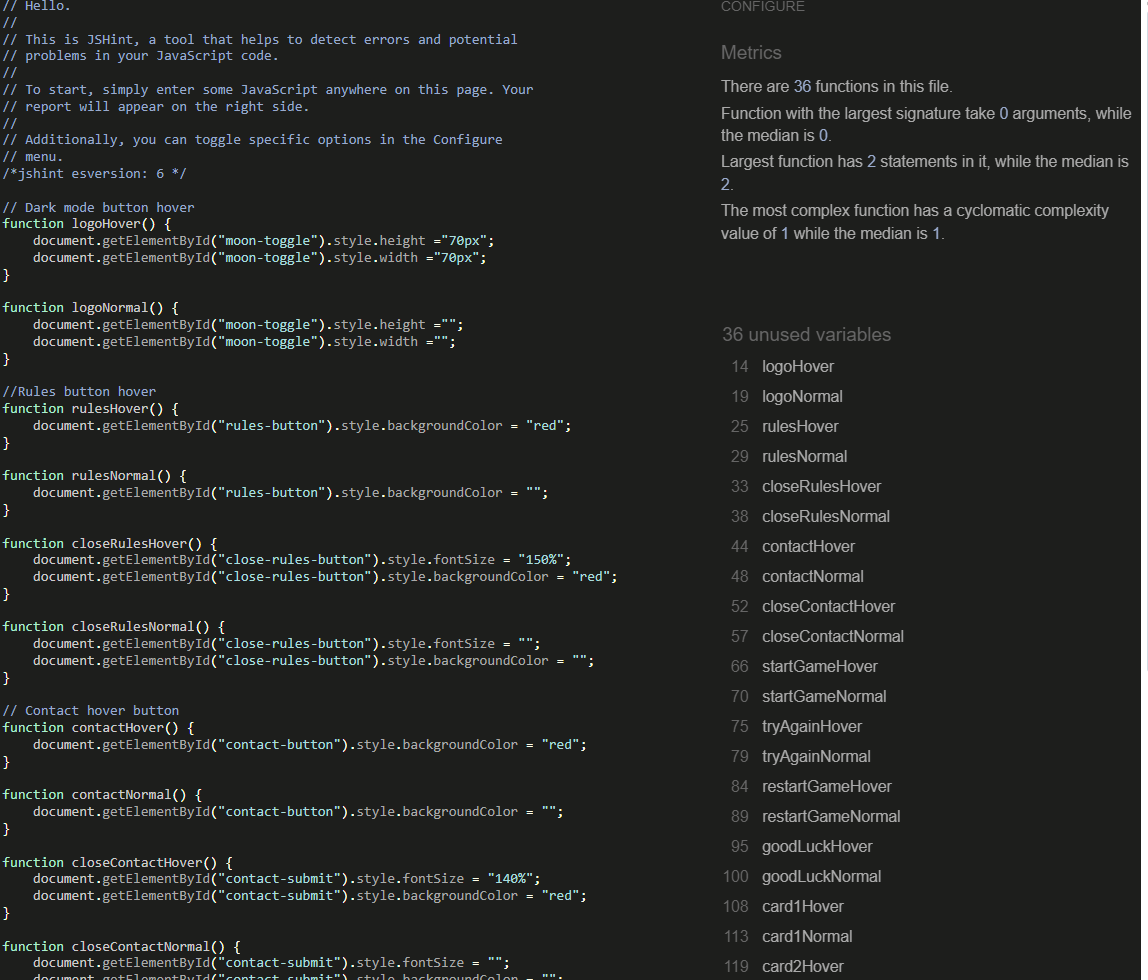 // Hello.
//
// This is JSHint, a tool that helps to detect errors and potential
// problems in your JavaScript code.
//
// To start, simply enter some JavaScript anywhere on this page. Your
// report will appear on the right side.
//
// Additionally, you can toggle specific options in the Configure
// menu.
/*jshint esversion: 6 */

// Dark mode button hover
function logoHover() {
    document.getElementById("moon-toggle").style.height ="70px";
    document.getElementById("moon-toggle").style.width ="70px";
}

function logoNormal() {
    document.getElementById("moon-toggle").style.height ="";
    document.getElementById("moon-toggle").style.width ="";
}

//Rules button hover
function rulesHover() {
    document.getElementById("rules-button").style.backgroundColor = "red";
}

function rulesNormal() {
    document.getElementById("rules-button").style.backgroundColor = "";
}

function closeRulesHover() {
    document.getElementById("close-rules-button").style.fontSize = "150%";
    document.getElementById("close-rules-button").style.backgroundColor = "red";
}

function closeRulesNormal() {
    document.getElementById("close-rules-button").style.fontSize = "";
    document.getElementById("close-rules-button").style.backgroundColor = "";
}

// Contact hover button
function contactHover() {
    document.getElementById("contact-button").style.backgroundColor = "red";
}

function contactNormal() {
    document.getElementById("contact-button").style.backgroundColor = "";
}

function closeContactHover() {
    document.getElementById("contact-submit").style.fontSize = "140%";
    document.getElementById("contact-submit").style.backgroundColor = "red";
}

function closeContactNormal() {
    document.getElementById("contact-submit").style.fontSize = "";
    document.getElementById("contact-submit").style.backgroundColor = "";
CONFIGURE
Metrics
There are 36 functions in this file.
Function with the largest signature take 0 arguments, while
the median is 0.
Largest function has 2 statements in it, while the median is
2.
The most complex function has a cyclomatic complexity
value of 1 while the median is 1.
36 unused variables
14 logoHover
19 logoNormal
25 rulesHover
29 rulesNormal
33 closeRulesHover
38 closeRulesNormal
44 contactHover
48 contactNormal
52 closeContactHover
57 closeContactNormal
66 startGameHover
70 startGameNormal
75 tryAgainHover
79 tryAgainNormal
84 restartGameHover
89 restartGameNormal
95 goodLuckHover
100 goodLuckNormal
108 card1Hover
113 card1Normal
119 card2Hover